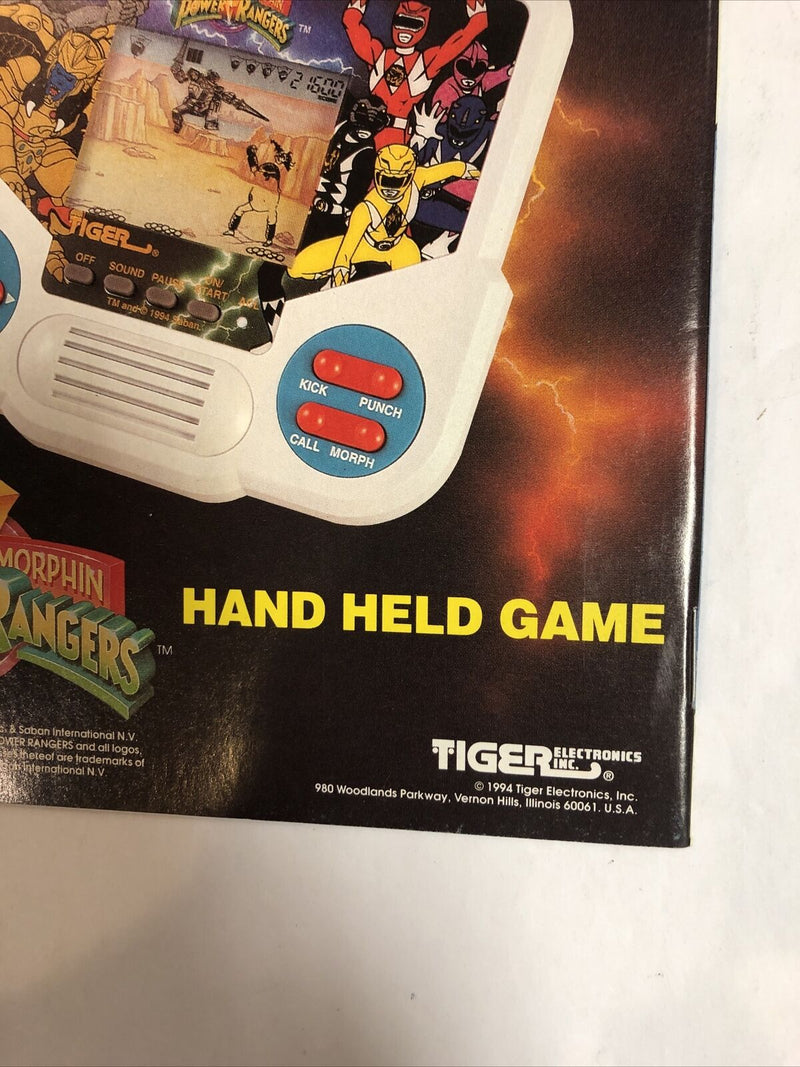 POWER RANGERS TM
21600
SCORE
TIGER ®
OFF SOUND PAUSE ON/
START
TM and © 1994 Saban.
KICK PUNCH
CALL MORPH
MORPHIN
RANGERS TM
HAND HELD GAME
& Saban International N.V.
POWER RANGERS and all logos,
thereof are trademarks of
International N.V.
TIGER ELECTRONICS
INC. ®
© 1994 Tiger Electronics, Inc.
980 Woodlands Parkway, Vernon Hills, Illinois 60061. U.S.A.